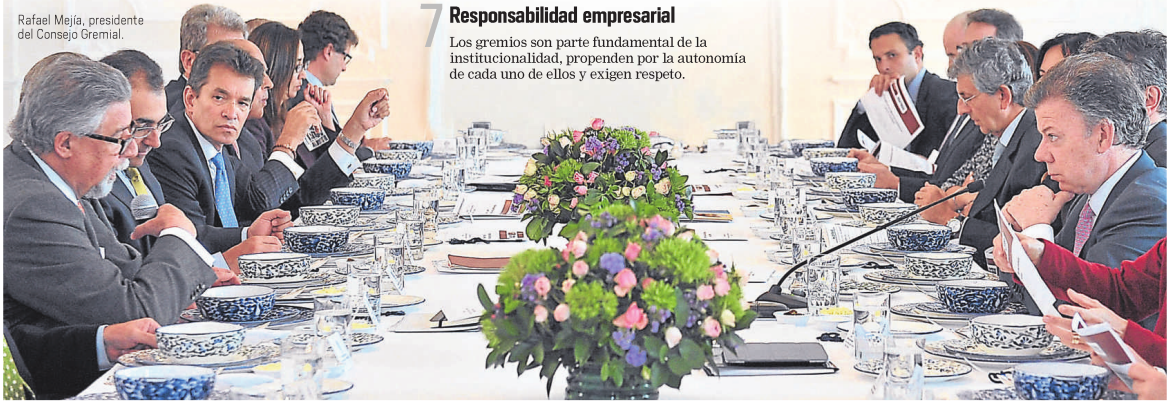 Rafael Mejía, presidente
del Consejo Gremial.
7 Responsabilidad empresarial
Los gremios son parte fundamental de la
institucionalidad, propenden por la autonomía
de cada uno de ellos y exigen respeto.